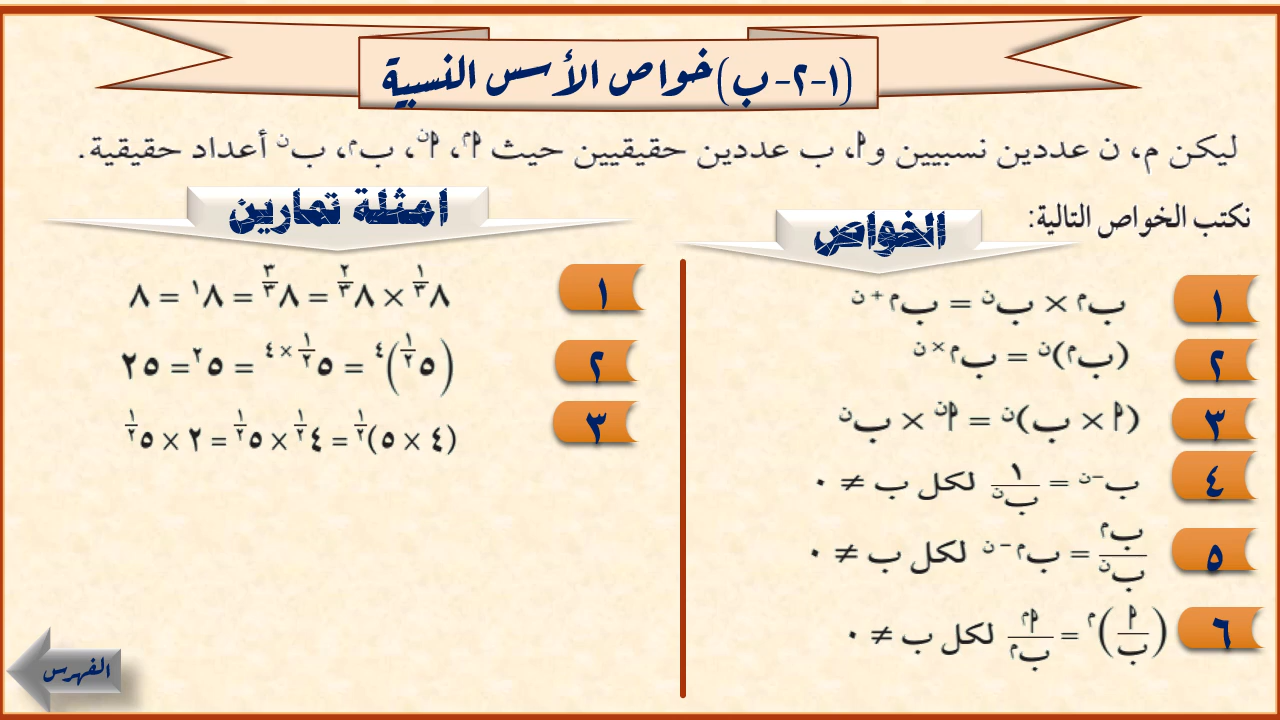 (١-٢-ب) خواص الأسس النسبية
ليكن م، ن عددين نسبيين و أ، ب عددين حقيقيين حيث أ^م، أ^ن، ب^م، ب^ن أعداد حقيقية.
نكتب الخواص التالية:
الخواص
١ ب^م × ب^ن = ب^(م + ن)
٢ (ب^م)^ن = ب^(م × ن)
٣ (أ × ب)^ن = أ^ن × ب^ن
٤ ب^(−ن) = ١/ب^ن لكل ب ≠ ٠
٥ ب^م/ب^ن = ب^(م − ن) لكل ب ≠ ٠
٦ (أ/ب)^م = أ^م/ب^م لكل ب ≠ ٠
امثلة تمارين
١ ٨^(١/٣) × ٨^(٢/٣) = ٨^(٣/٣) = ٨^١ = ٨
٢ (٥^(١/٢))^٤ = ٥^(١/٢ × ٤) = ٥^٢ = ٢٥
٣ (٤ × ٥)^(١/٢) = ٤^(١/٢) × ٥^(١/٢) = ٢ × ٥^(١/٢)
الفهرس